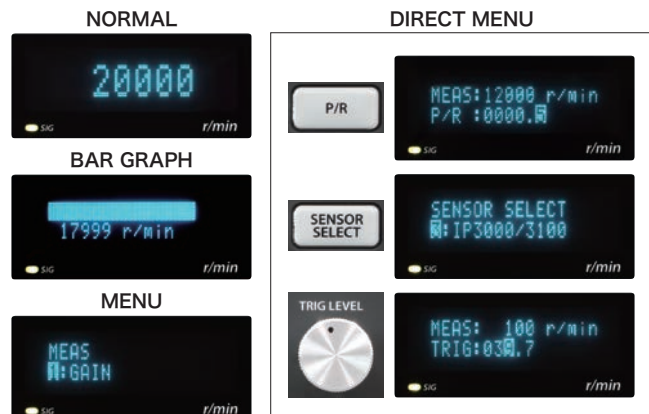 NORMAL
20000
SIG r/min
BAR GRAPH
17999 r/min
SIG r/min
MENU
MEAS
1:GAIN
SIG r/min
DIRECT MENU
P/R
MEAS:12000 r/min
P/R :0000.5
SIG r/min
SENSOR
SELECT
SENSOR SELECT
3:IP3000/3100
SIG r/min
TRIG LEVEL
MEAS: 100 r/min
TRIG:039.7
SIG r/min